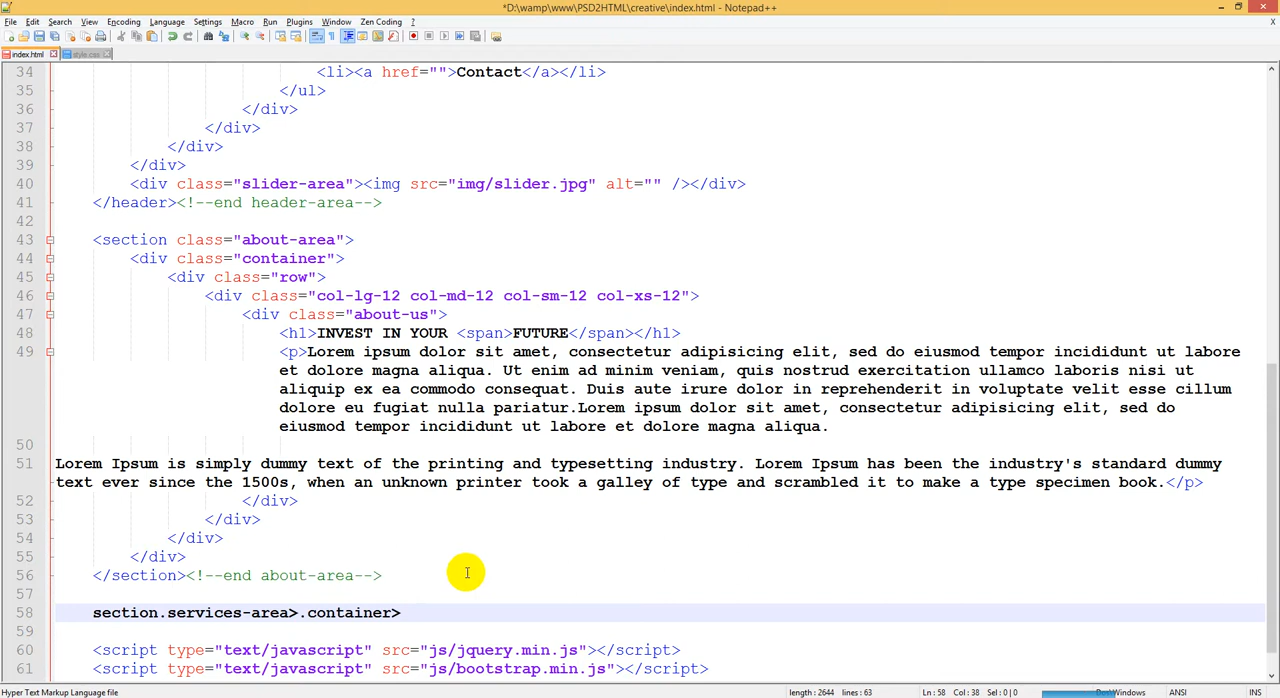 *D:\wamp\www\PSD2HTML\creative\index.html - Notepad++
File Edit Search View Encoding Language Settings Macro Run Plugins Window Zen Coding ? X
index.html style.css
34 <li><a href="">Contact</a></li>
35 </ul>
36 </div>
37 </div>
38 </div>
39 </div>
40 <div class="slider-area"><img src="img/slider.jpg" alt="" /></div>
41 </header><!--end header-area-->
42
43 <section class="about-area">
44 <div class="container">
45 <div class="row">
46 <div class="col-lg-12 col-md-12 col-sm-12 col-xs-12">
47 <div class="about-us">
48 <h1>INVEST IN YOUR <span>FUTURE</span></h1>
49 <p>Lorem ipsum dolor sit amet, consectetur adipisicing elit, sed do eiusmod tempor incididunt ut labore
et dolore magna aliqua. Ut enim ad minim veniam, quis nostrud exercitation ullamco laboris nisi ut
aliquip ex ea commodo consequat. Duis aute irure dolor in reprehenderit in voluptate velit esse cillum
dolore eu fugiat nulla pariatur.Lorem ipsum dolor sit amet, consectetur adipisicing elit, sed do
eiusmod tempor incididunt ut labore et dolore magna aliqua.
50
51 Lorem Ipsum is simply dummy text of the printing and typesetting industry. Lorem Ipsum has been the industry's standard dummy
text ever since the 1500s, when an unknown printer took a galley of type and scrambled it to make a type specimen book.</p>
52 </div>
53 </div>
54 </div>
55 </div>
56 </section><!--end about-area-->
57
58 section.services-area>.container>
59
60 <script type="text/javascript" src="js/jquery.min.js"></script>
61 <script type="text/javascript" src="js/bootstrap.min.js"></script>
Hyper Text Markup Language file length : 2644 lines : 63 Ln : 58 Col : 38 Sel : 0 | 0 Dos\Windows ANSI INS